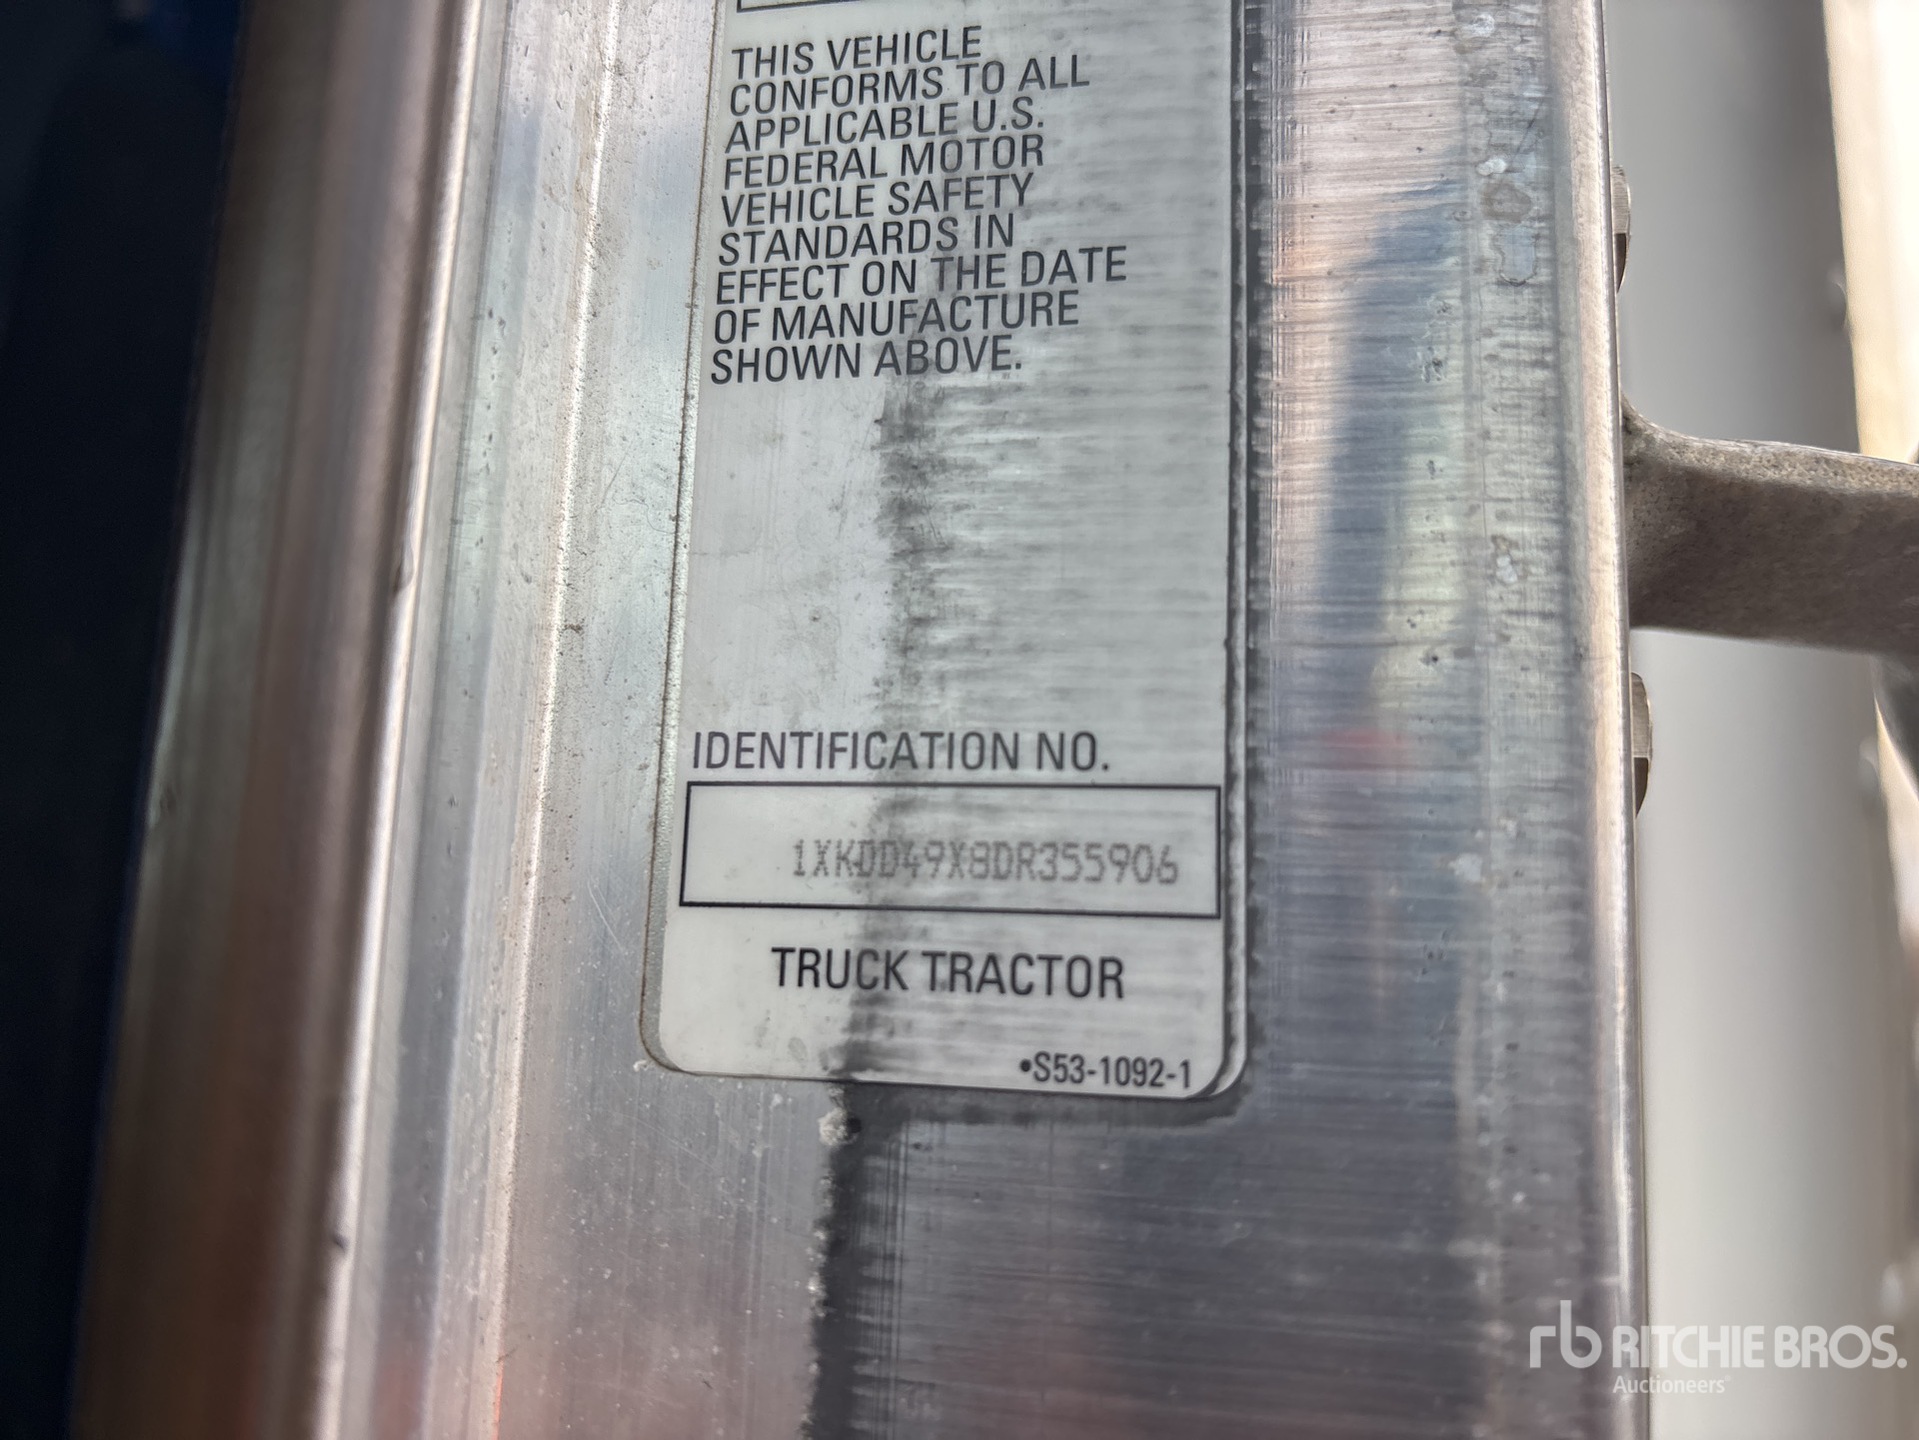 THIS VEHICLE
CONFORMS TO ALL
APPLICABLE U.S.
FEDERAL MOTOR
VEHICLE SAFETY
STANDARDS IN
EFFECT ON THE DATE
OF MANUFACTURE
SHOWN ABOVE.
IDENTIFICATION NO.
1XKDD49X8DR355906
TRUCK TRACTOR
•S53-1092-1
rb RITCHIE BROS.
Auctioneers